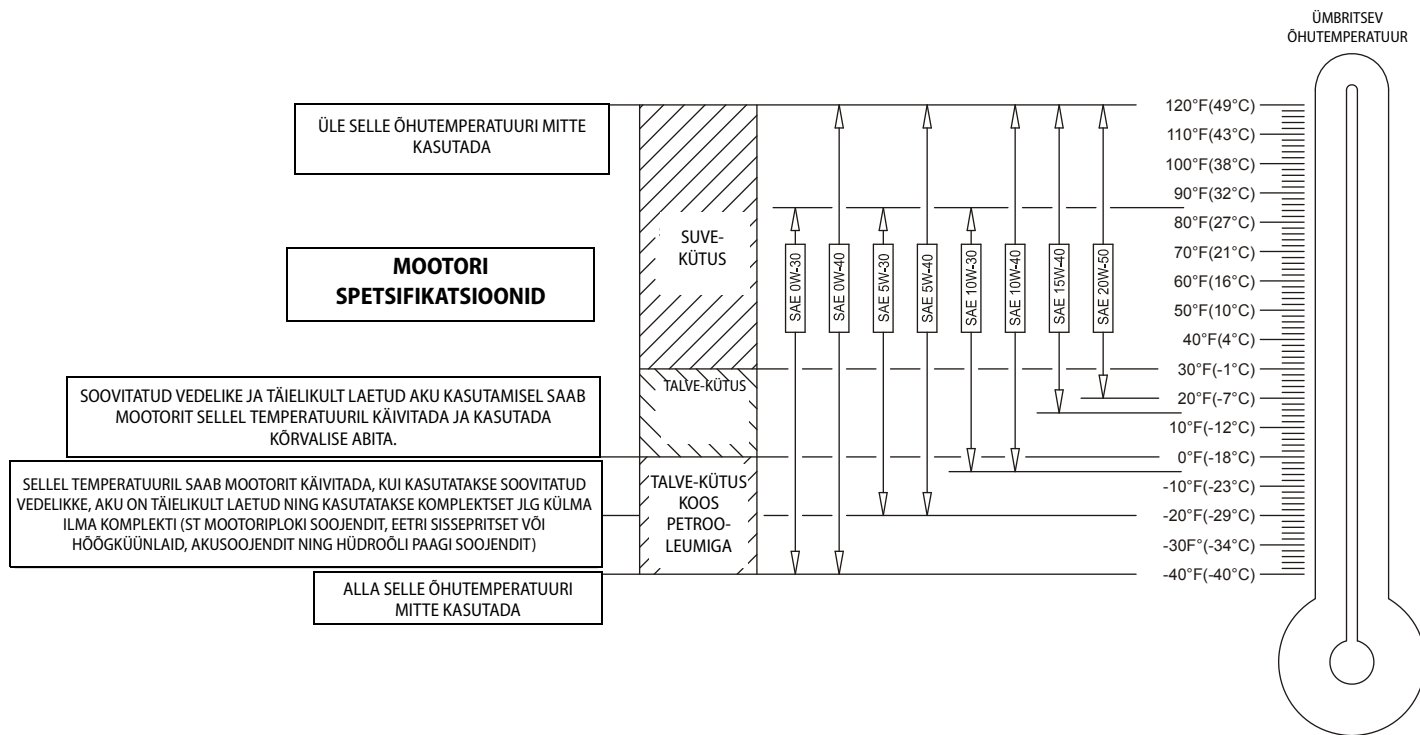 ÜMBRITSEV
ÕHUTEMPERATUUR
ÜLE SELLE ÕHUTEMPERATUURI MITTE
KASUTADA
MOOTORI
SPETSIFIKATSIOONID
SOOVITATUD VEDELIKE JA TÄIELIKULT LAETUD AKU KASUTAMISEL SAAB
MOOTORIT SELLEL TEMPERATUURIL KÄIVITADA JA KASUTADA
KÕRVALISE ABITA.
SELLEL TEMPERATUURIL SAAB MOOTORIT KÄIVITADA, KUI KASUTATAKSE SOOVITATUD
VEDELIKKE, AKU ON TÄIELIKULT LAETUD NING KASUTATAKSE KOMPLEKTSET JLG KÜLMA
ILMA KOMPLEKTI (ST MOOTORIPLOKI SOOJENDIT, EETRI SISSEPRITSET VÕI
HÕÕGKÜÜNLAID, AKUSOOJENDIT NING HÜDROÕLI PAAGI SOOJENDIT)
ALLA SELLE ÕHUTEMPERATUURI
MITTE KASUTADA
SUVE-
KÜTUS
TALVE-KÜTUS
TALVE-KÜTUS
KOOS
PETROO-
LEUMIGA
SAE 0W-30
SAE 0W-40
SAE 5W-30
SAE 5W-40
SAE 10W-30
SAE 10W-40
SAE 15W-40
SAE 20W-50
120°F(49°C)
110°F(43°C)
100°F(38°C)
90°F(32°C)
80°F(27°C)
70°F(21°C)
60°F(16°C)
50°F(10°C)
40°F(4°C)
30°F(-1°C)
20°F(-7°C)
10°F(-12°C)
0°F(-18°C)
-10°F(-23°C)
-20°F(-29°C)
-30F°(-34°C)
-40°F(-40°C)